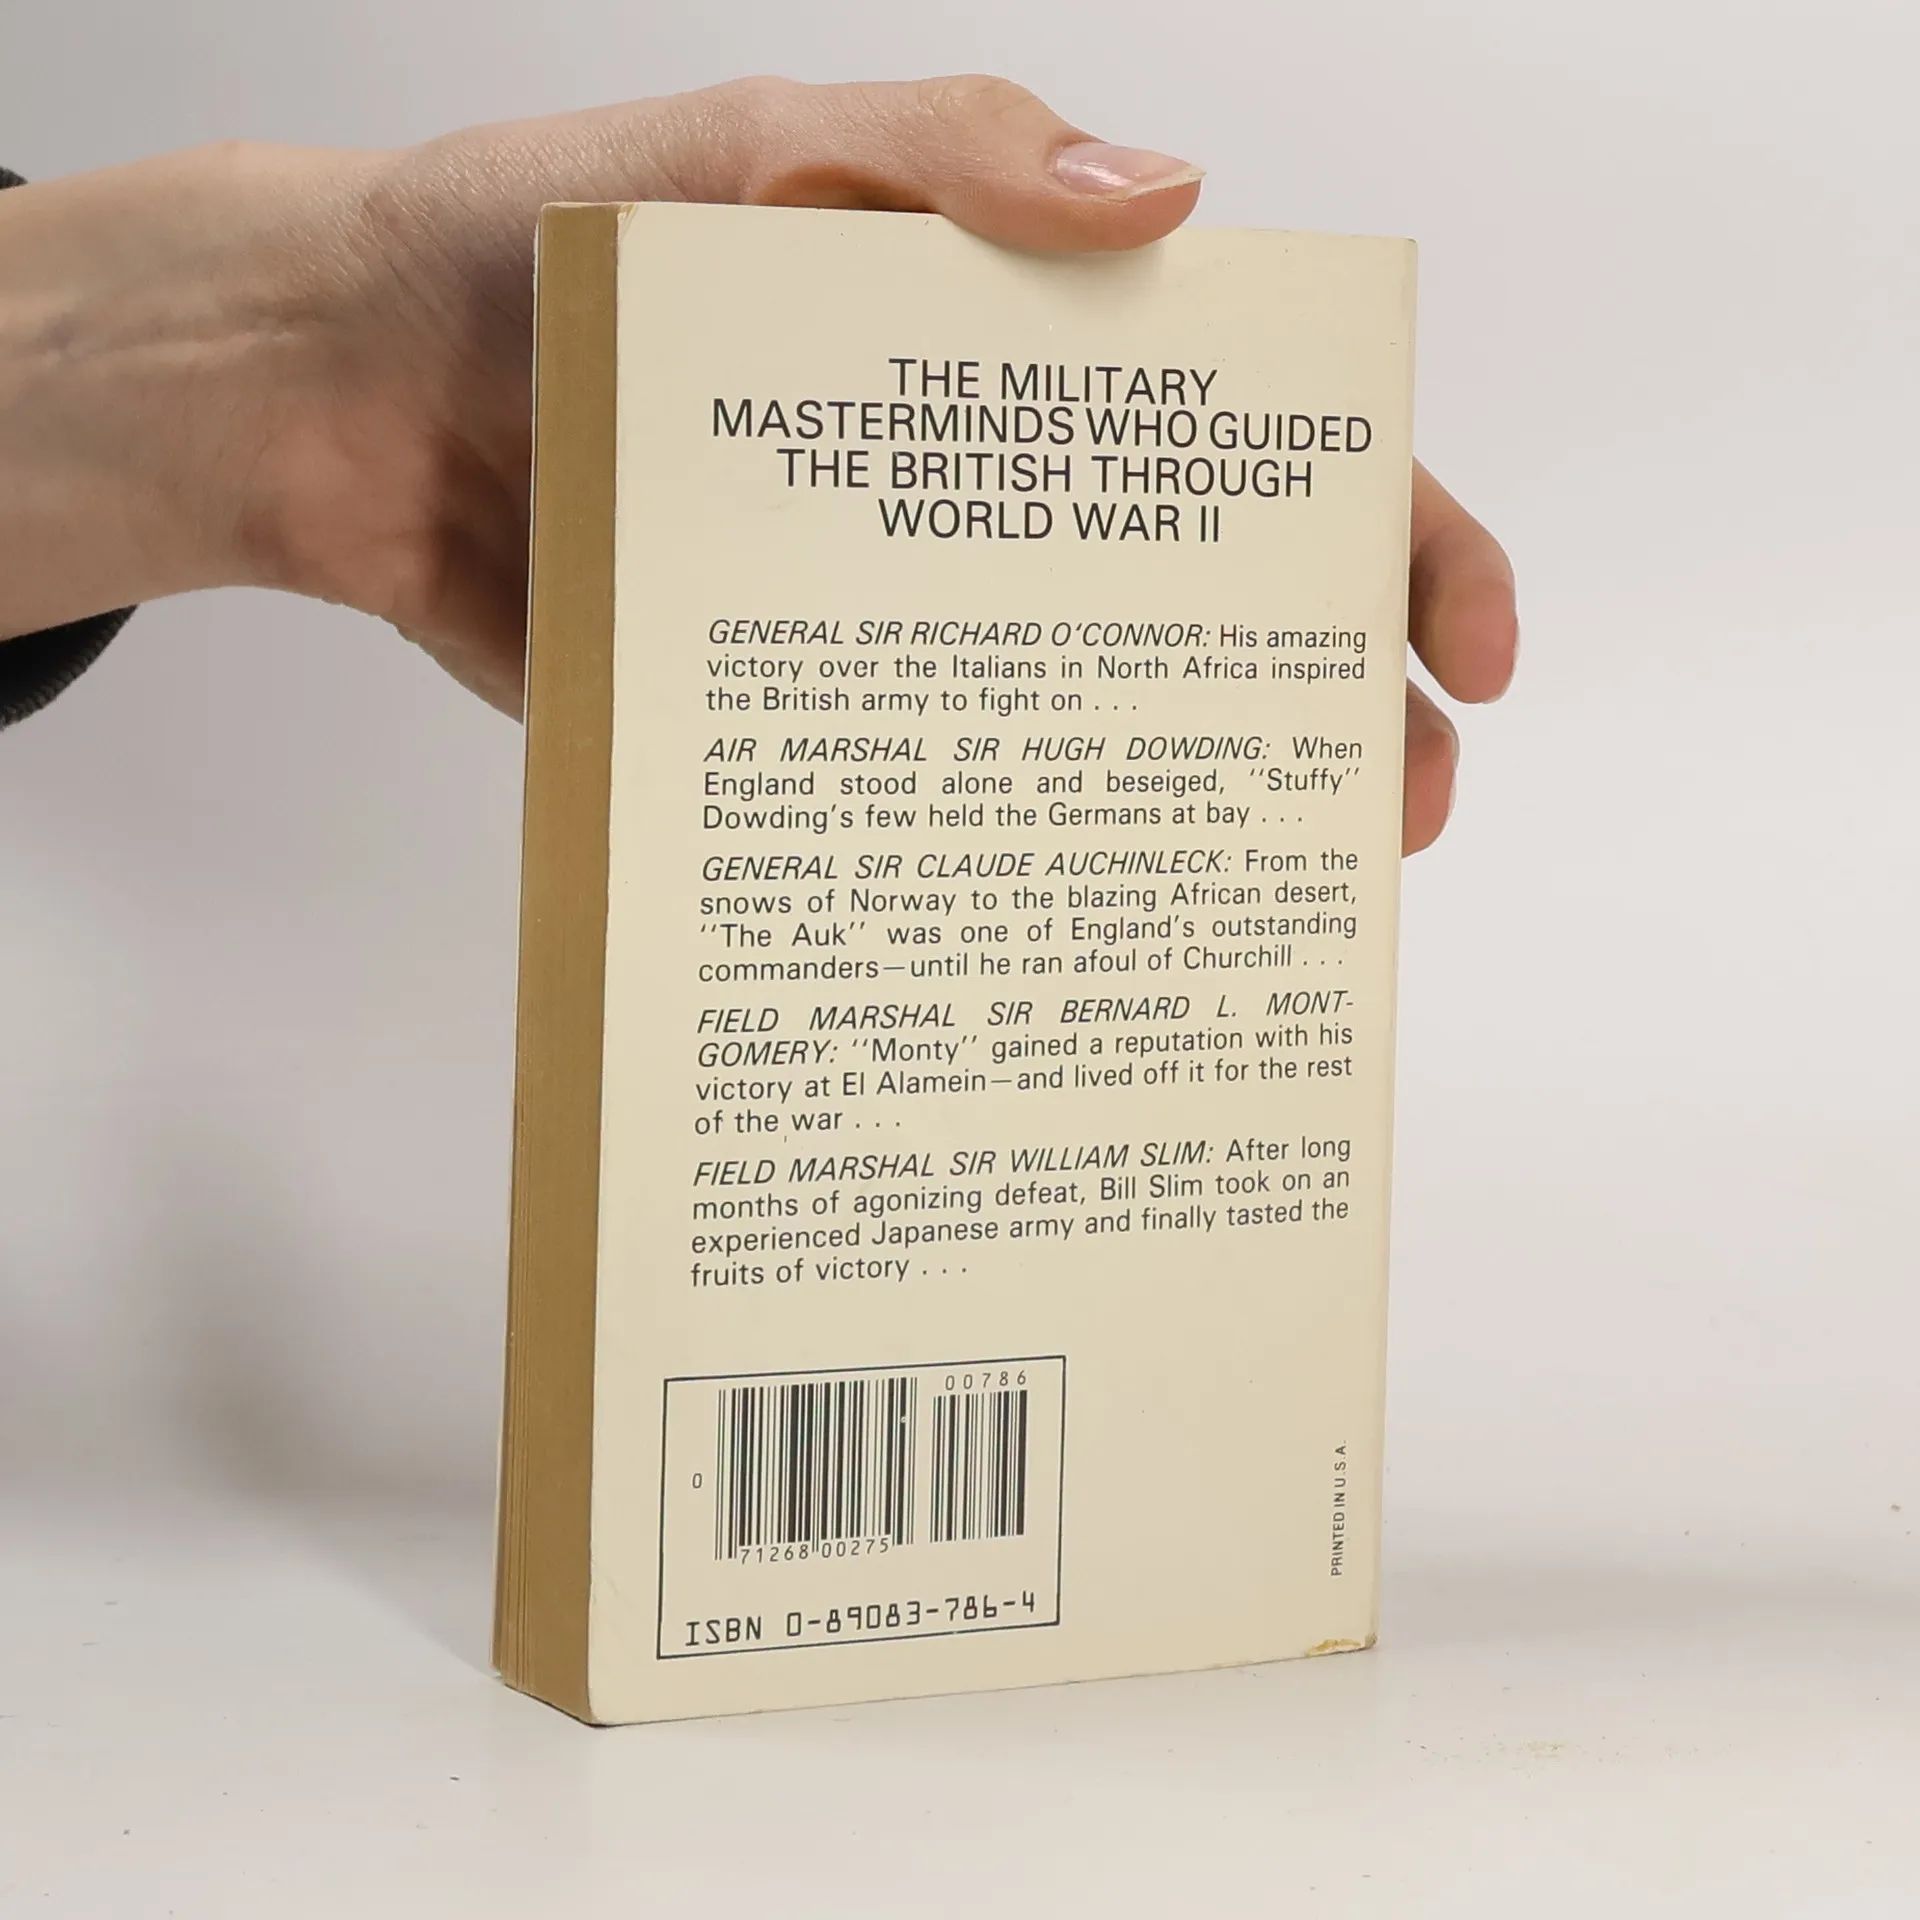 THE MILITARY
MASTERMINDS WHO GUIDED
THE BRITISH THROUGH
WORLD WAR II
GENERAL SIR RICHARD O'CONNOR: His amazing
victory over the Italians in North Africa inspired
the British army to fight on . . .
AIR MARSHAL SIR HUGH DOWDING: When
England stood alone and beseiged, ''Stuffy''
Dowding's few held the Germans at bay . . .
GENERAL SIR CLAUDE AUCHINLECK: From the
snows of Norway to the blazing African desert,
''The Auk'' was one of England's outstanding
commanders—until he ran afoul of Churchill . . .
FIELD MARSHAL SIR BERNARD L. MONT-
GOMERY: ''Monty'' gained a reputation with his
victory at El Alamein—and lived off it for the rest
of the war . . .
FIELD MARSHAL SIR WILLIAM SLIM: After long
months of agonizing defeat, Bill Slim took on an
experienced Japanese army and finally tasted the
fruits of victory . . .
00786
0
71268 00275
ISBN 0-89083-786-4
PRINTED IN U.S.A.